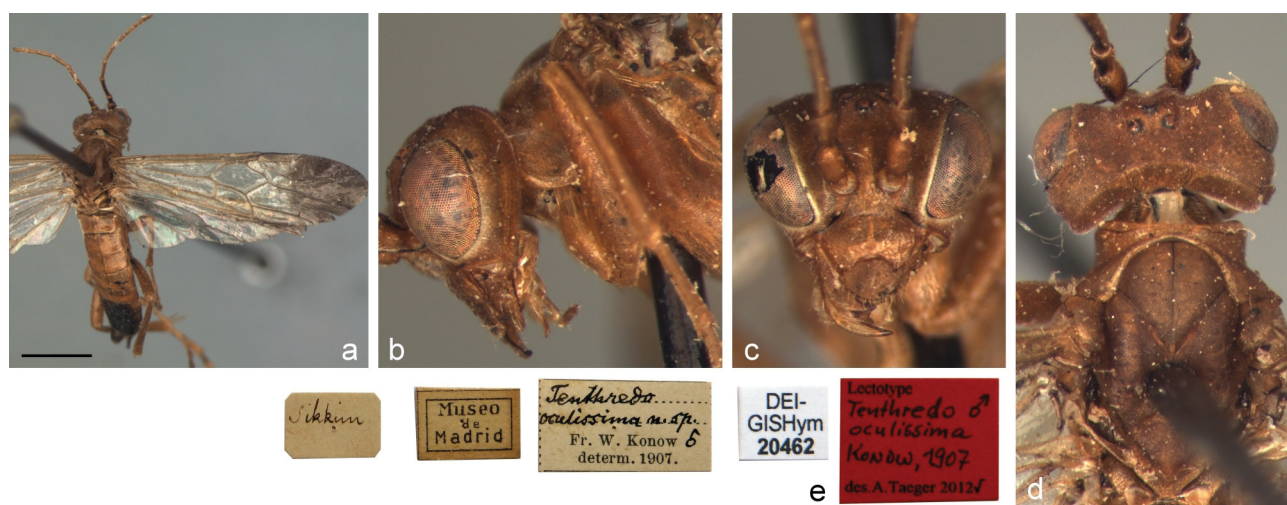 a
b
c
d
Sikkim
Museo
de
Madrid
Tenthredo
oculissima n. sp.
Fr. W. Konow
determ. 1907.
DEI-
GISHym
20462
e
Lectotype
Tenthredo ♂
oculissima
Konow, 1907
des. A. Taeger 2012